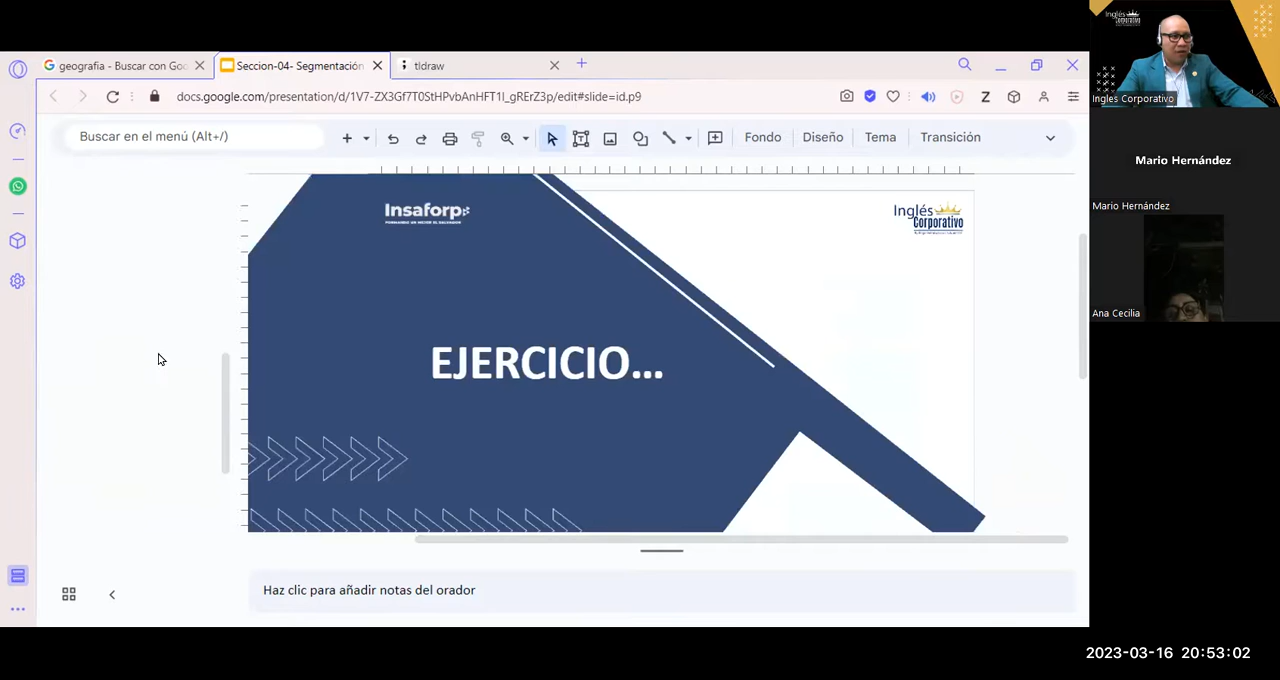 geografia - Buscar con Goo
Seccion-04- Segmentación
tldraw
docs.google.com/presentation/d/1V7-ZX3Gf7T0StHPvbAnHFT1l_gRErZ3p/edit#slide=id.p9
Buscar en el menú (Alt+/)
Fondo
Diseño
Tema
Transición
Insaforp
Inglés
Corporativo
EJERCICIO...
Haz clic para añadir notas del orador
Inglés
Corporativo
Ingles Corporativo
Mario Hernández
Mario Hernández
Ana Cecilia
2023-03-16 20:53:02